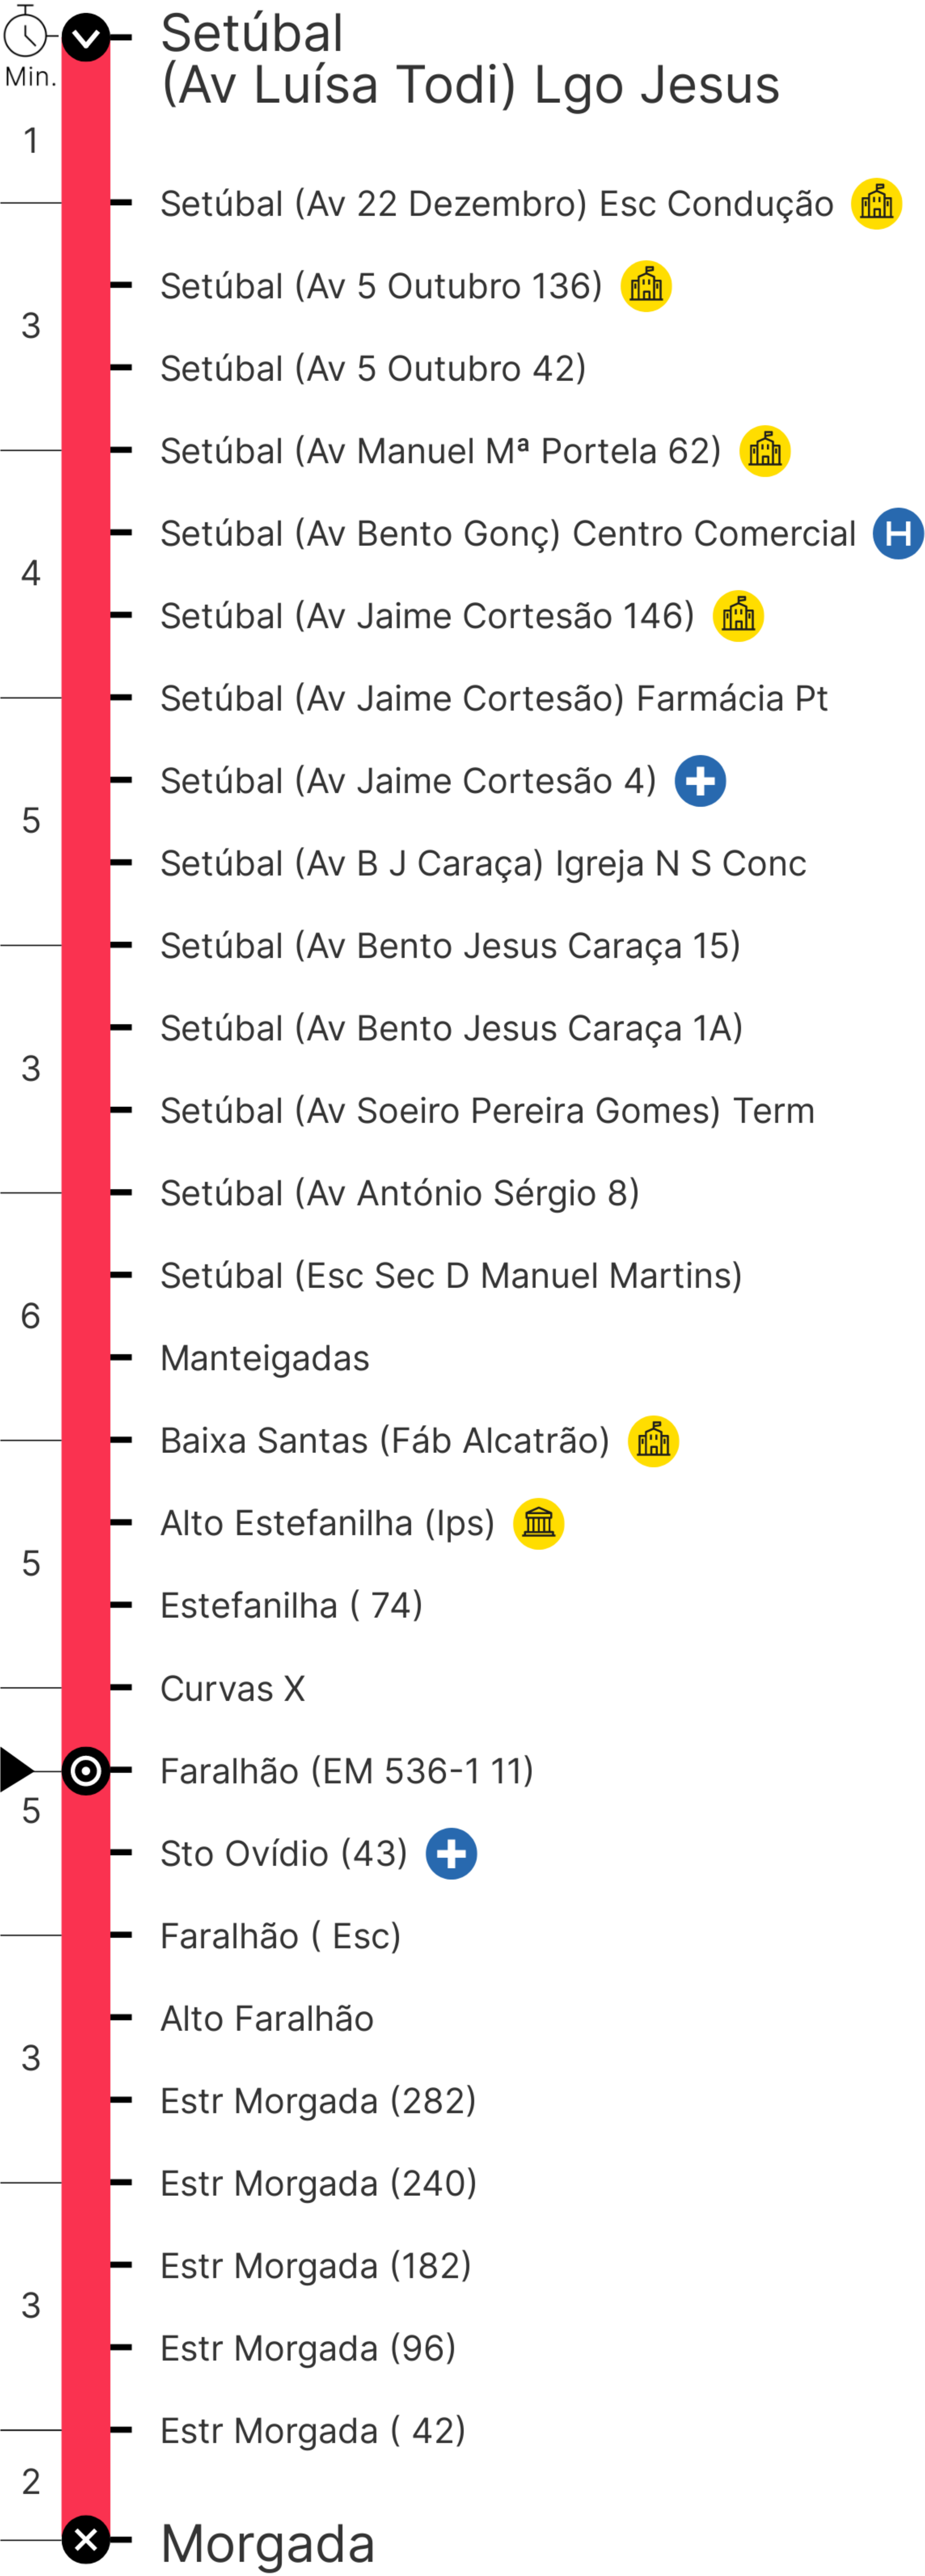 Setúbal
(Av Luísa Todi) Lgo Jesus
Min.
1
Setúbal (Av 22 Dezembro) Esc Condução
Setúbal (Av 5 Outubro 136)
3
Setúbal (Av 5 Outubro 42)
Setúbal (Av Manuel Mª Portela 62)
Setúbal (Av Bento Gonç) Centro Comercial H
4
Setúbal (Av Jaime Cortesão 146)
Setúbal (Av Jaime Cortesão) Farmácia Pt
Setúbal (Av Jaime Cortesão 4)
5
Setúbal (Av B J Caraça) Igreja N S Conc
Setúbal (Av Bento Jesus Caraça 15)
Setúbal (Av Bento Jesus Caraça 1A)
3
Setúbal (Av Soeiro Pereira Gomes) Term
Setúbal (Av António Sérgio 8)
Setúbal (Esc Sec D Manuel Martins)
6
Manteigadas
Baixa Santas (Fáb Alcatrão)
Alto Estefanilha (Ips)
5
Estefanilha ( 74)
Curvas X
Faralhão (EM 536-1 11)
5
Sto Ovídio (43)
Faralhão ( Esc)
Alto Faralhão
3
Estr Morgada (282)
Estr Morgada (240)
Estr Morgada (182)
3
Estr Morgada (96)
Estr Morgada ( 42)
2
Morgada